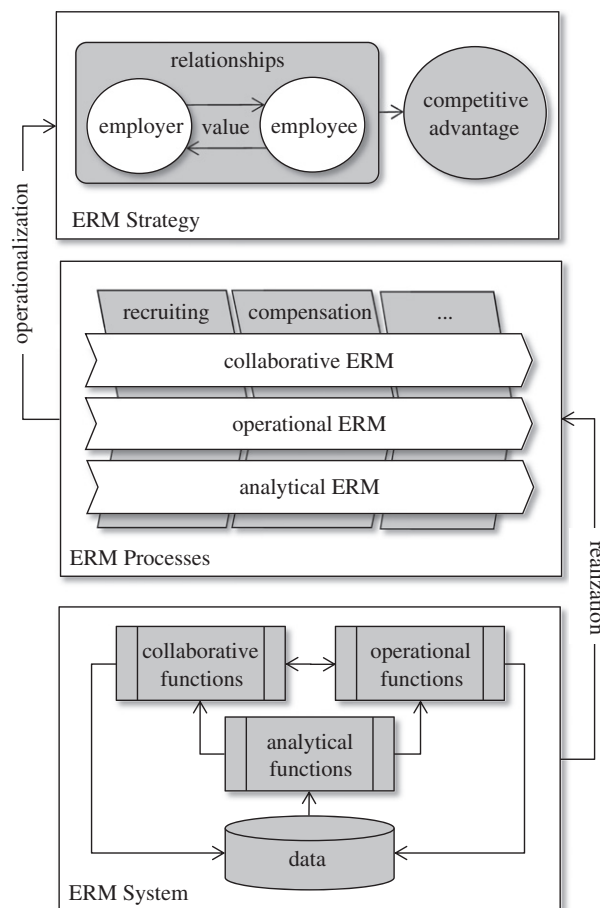 relationships
employer
value
employee
competitive
advantage
ERM Strategy
operationalization
recruiting
compensation
...
collaborative ERM
operational ERM
analytical ERM
ERM Processes
realization
collaborative
functions
operational
functions
analytical
functions
data
ERM System